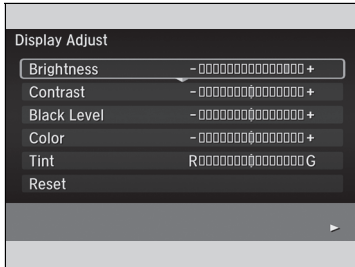 Display Adjust
Brightness - +
Contrast - +
Black Level - +
Color - +
Tint R G
Reset